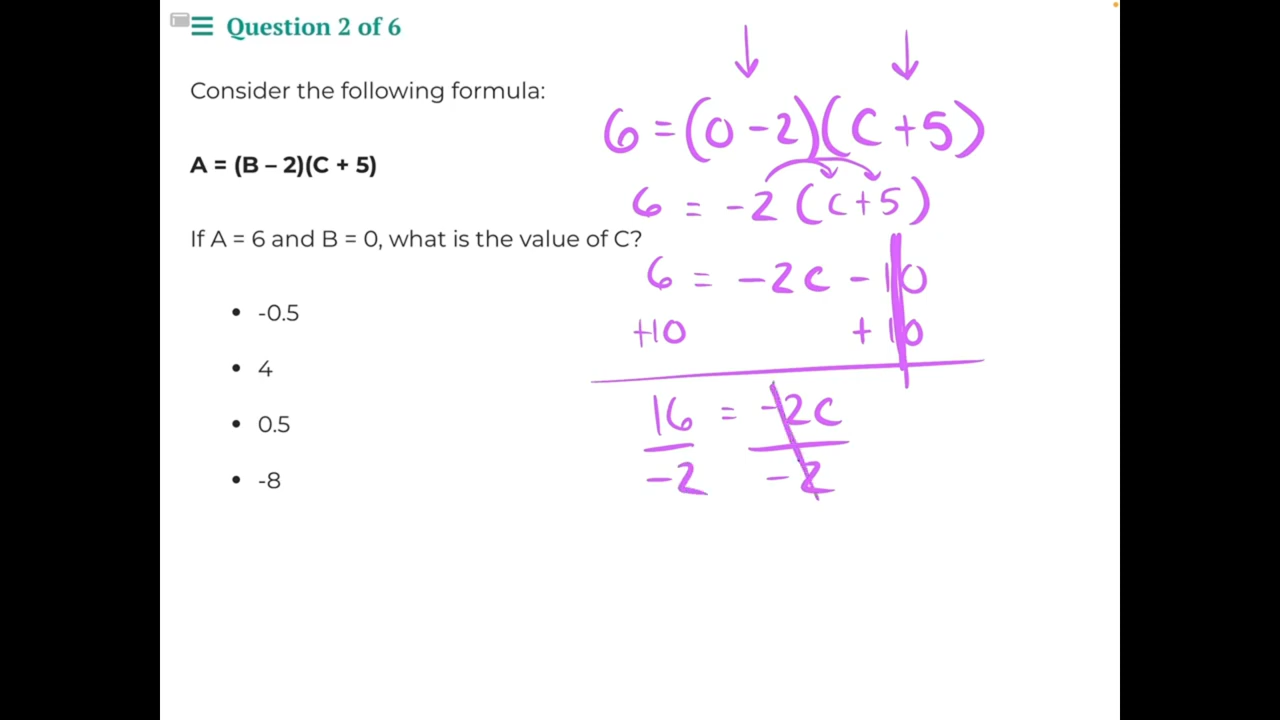 Question 2 of 6
Consider the following formula:
A = (B – 2)(C + 5)
If A = 6 and B = 0, what is the value of C?
• -0.5
• 4
• 0.5
• -8
6 = (0 - 2)(C + 5)
6 = -2 (C + 5)
6 = -2C - 10
+10 + 10
16 = -2C
-2 -2